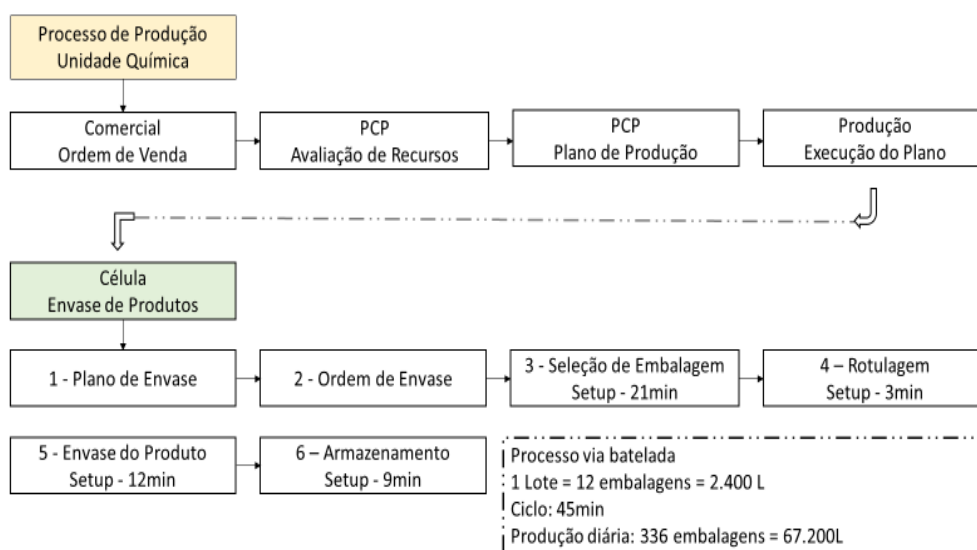 Processo de Produção
Unidade Química
Comercial
Ordem de Venda
PCP
Avaliação de Recursos
PCP
Plano de Produção
Produção
Execução do Plano
Célula
Envase de Produtos
1 - Plano de Envase
2 - Ordem de Envase
3 - Seleção de Embalagem
Setup - 21min
4 – Rotulagem
Setup - 3min
5 - Envase do Produto
Setup - 12min
6 – Armazenamento
Setup - 9min
Processo via batelada
1 Lote = 12 embalagens = 2.400 L
Ciclo: 45min
Produção diária: 336 embalagens = 67.200L